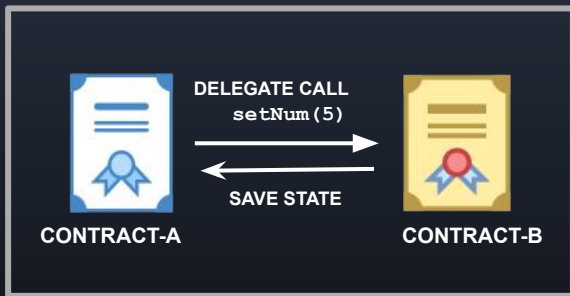 DELEGATE CALL
setNum(5)
SAVE STATE
CONTRACT-A
CONTRACT-B